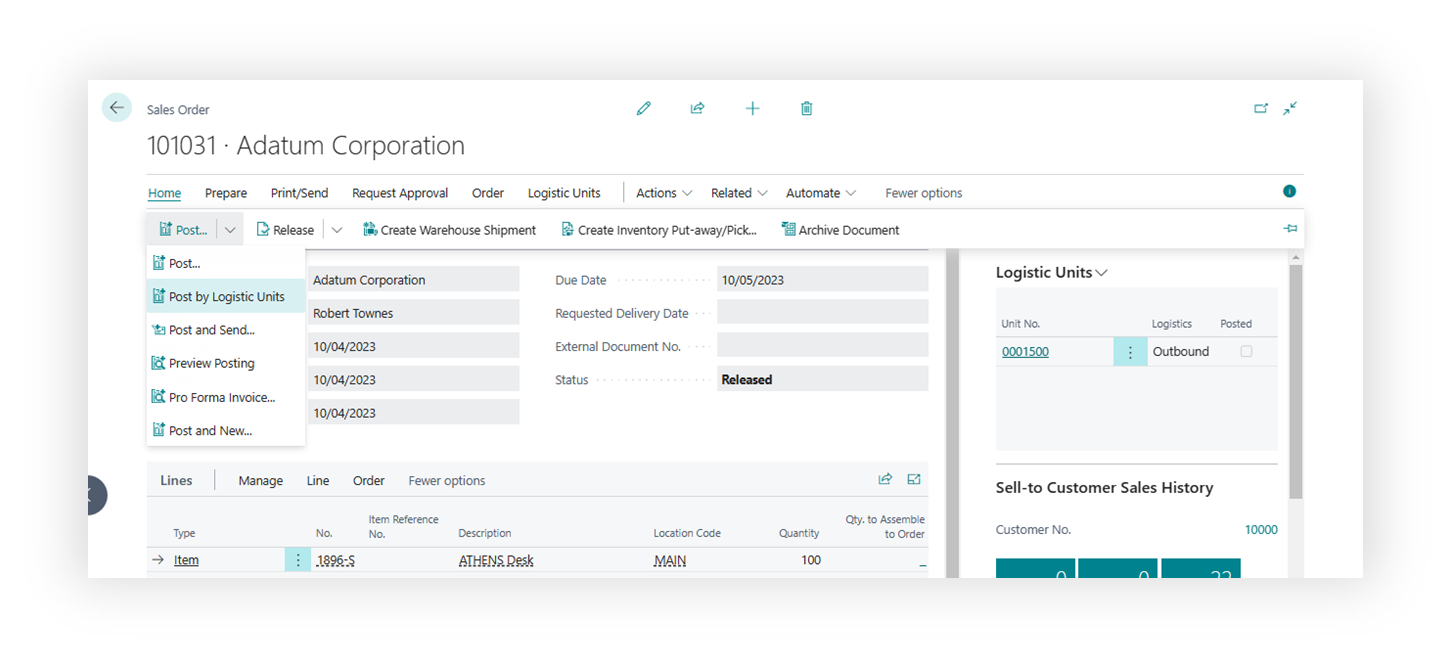 Sales Order
101031 · Adatum Corporation
Home Prepare Print/Send Request Approval Order Logistic Units Actions Related Automate Fewer options
Post... Release Create Warehouse Shipment Create Inventory Put-away/Pick... Archive Document
Post...
Post by Logistic Units
Post and Send...
Preview Posting
Pro Forma Invoice...
Post and New...
Adatum Corporation
Robert Townes
10/04/2023
10/04/2023
10/04/2023
Due Date 10/05/2023
Requested Delivery Date
External Document No.
Status Released
Lines Manage Line Order Fewer options
Type No. Item Reference No. Description Location Code Quantity Qty. to Assemble to Order
Item 1896-S ATHENS Desk MAIN 100 _
Logistic Units
Unit No. Logistics Posted
0001500 Outbound
Sell-to Customer Sales History
Customer No. 10000